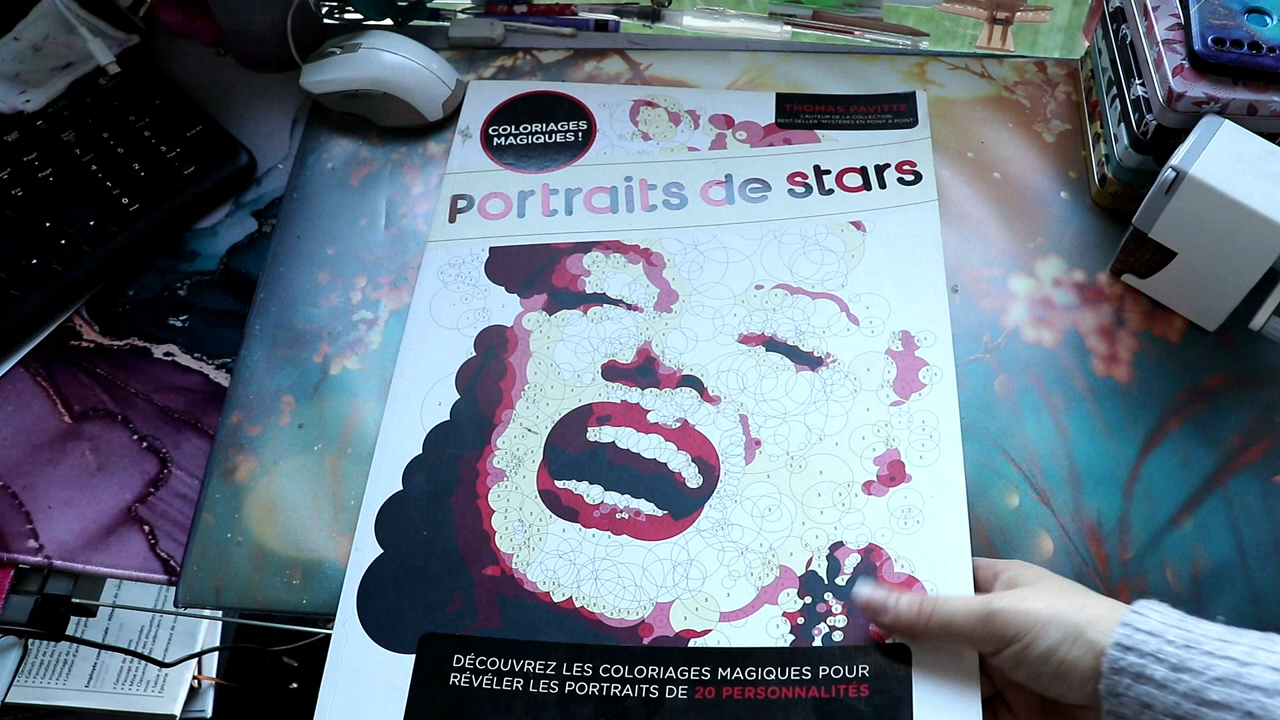 COLORIAGES
MAGIQUES !
THOMAS PAVITTE
L'AUTEUR DE LA COLLECTION
BEST-SELLER "MYSTÈRES EN POINT À POINT"
portraits de stars
DÉCOUVREZ LES COLORIAGES MAGIQUES POUR
RÉVÉLER LES PORTRAITS DE 20 PERSONNALITÉS